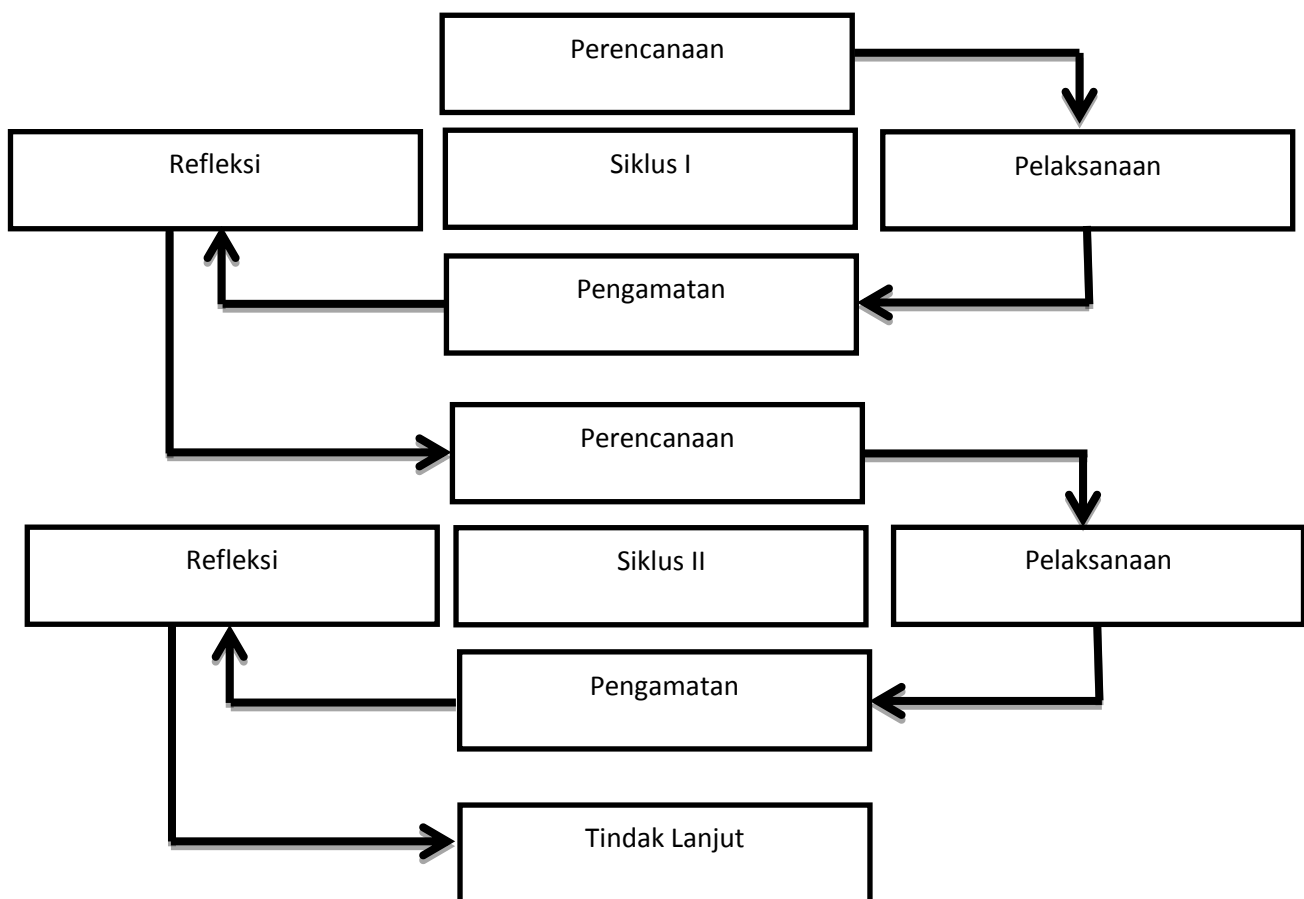 Perencanaan
Refleksi
Siklus I
Pelaksanaan
Pengamatan
Perencanaan
Refleksi
Siklus II
Pelaksanaan
Pengamatan
Tindak Lanjut